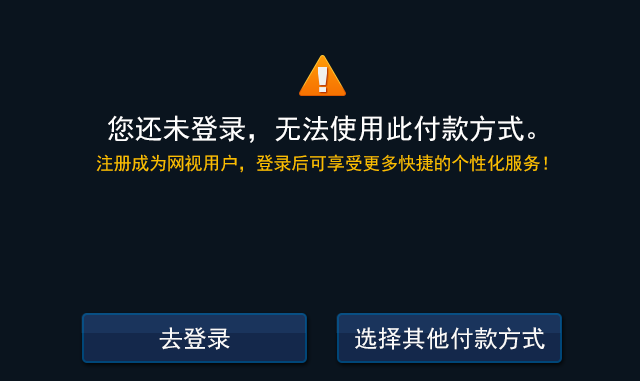 您还未登录，无法使用此付款方式。
注册成为网视用户，登录后可享受更多快捷的个性化服务！
去登录
选择其他付款方式